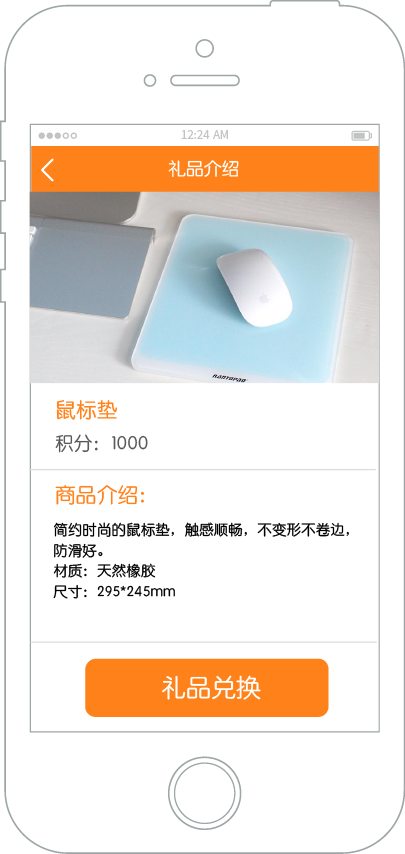 12:24 AM
礼品介绍
鼠标垫
积分：1000
商品介绍：
简约时尚的鼠标垫，触感顺畅，不变形不卷边，
防滑好。
材质：天然橡胶
尺寸：295*245mm
礼品兑换